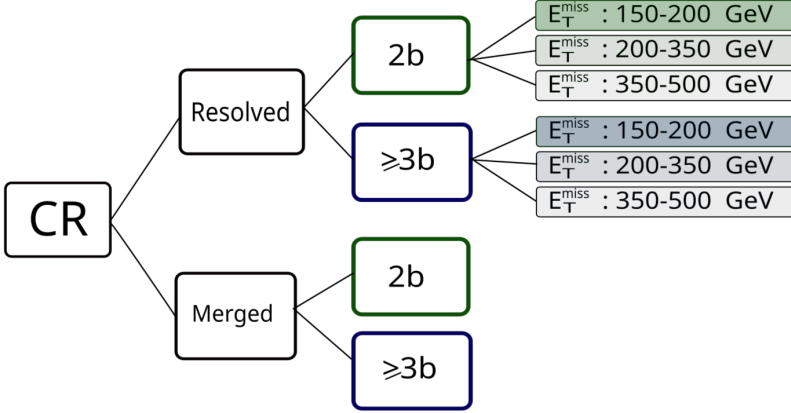 CR
Resolved
2b
E_T^miss : 150-200 GeV
E_T^miss : 200-350 GeV
E_T^miss : 350-500 GeV
⩾3b
E_T^miss : 150-200 GeV
E_T^miss : 200-350 GeV
E_T^miss : 350-500 GeV
Merged
2b
⩾3b